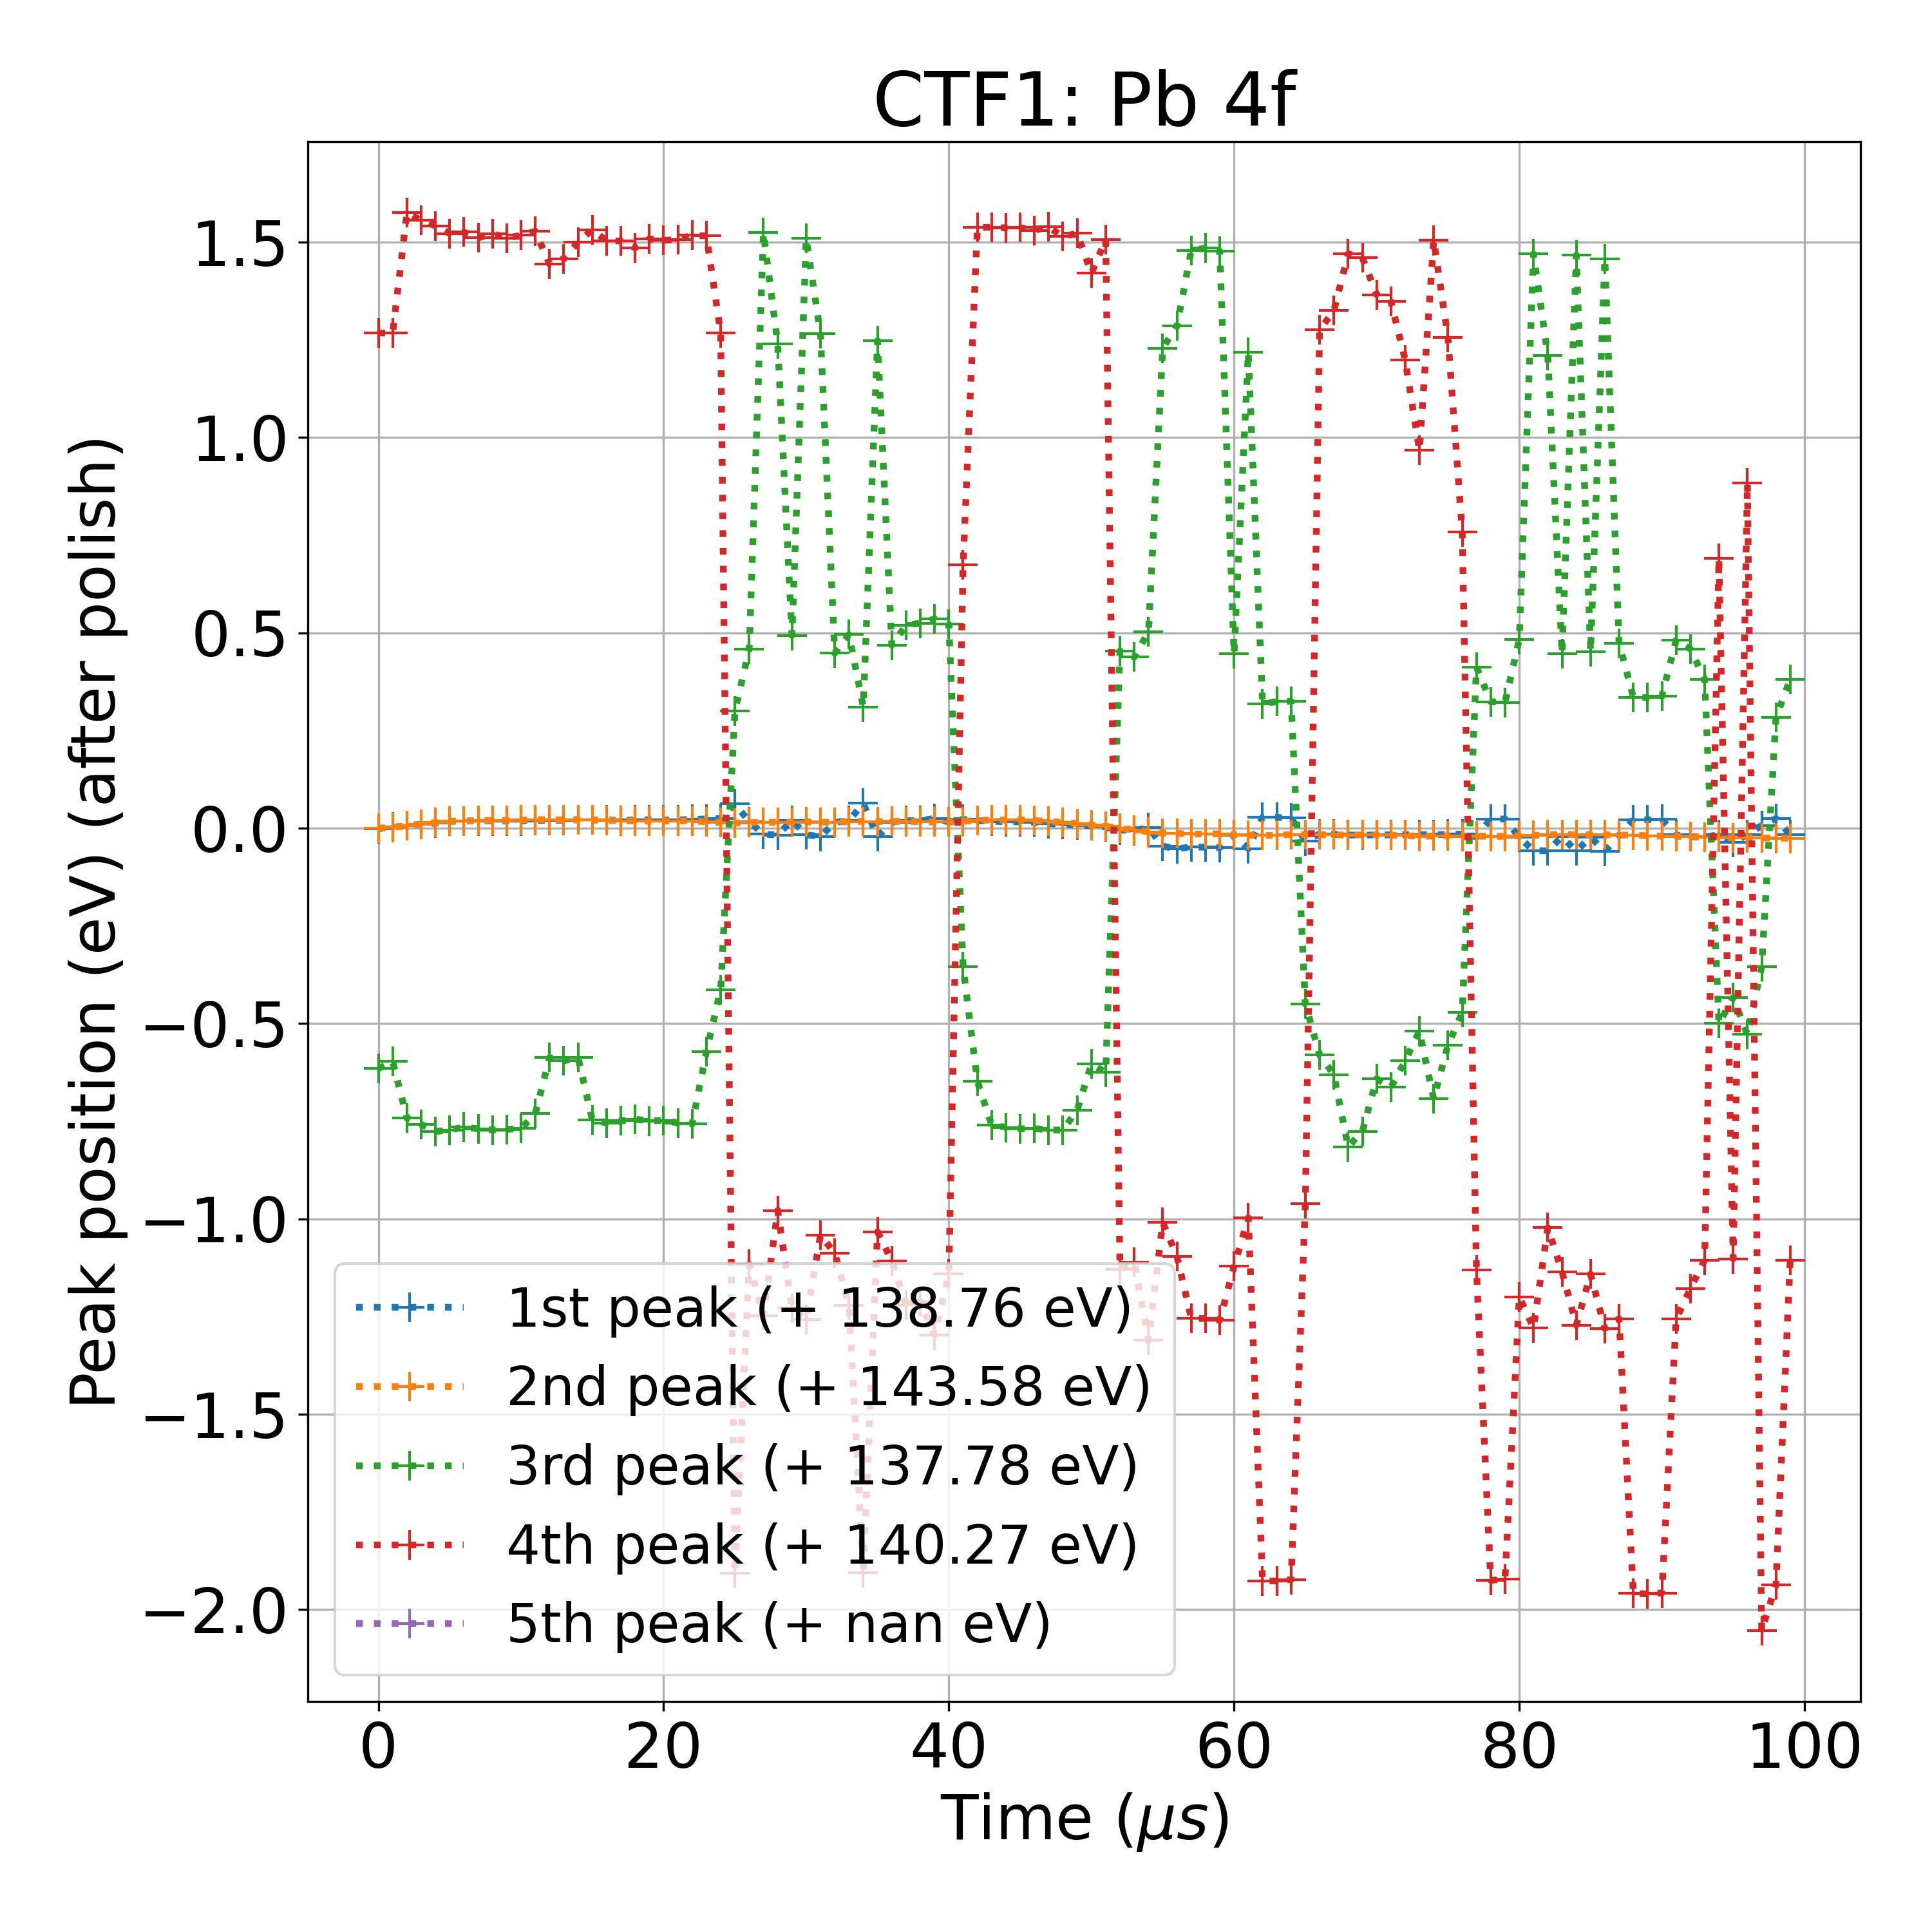 CTF1: Pb 4f
Peak position (eV) (after polish)
1.5
1.0
0.5
0.0
−0.5
−1.0
−1.5
−2.0
1st peak (+ 138.76 eV)
2nd peak (+ 143.58 eV)
3rd peak (+ 137.78 eV)
4th peak (+ 140.27 eV)
5th peak (+ nan eV)
0 20 40 60 80 100
Time (μs)